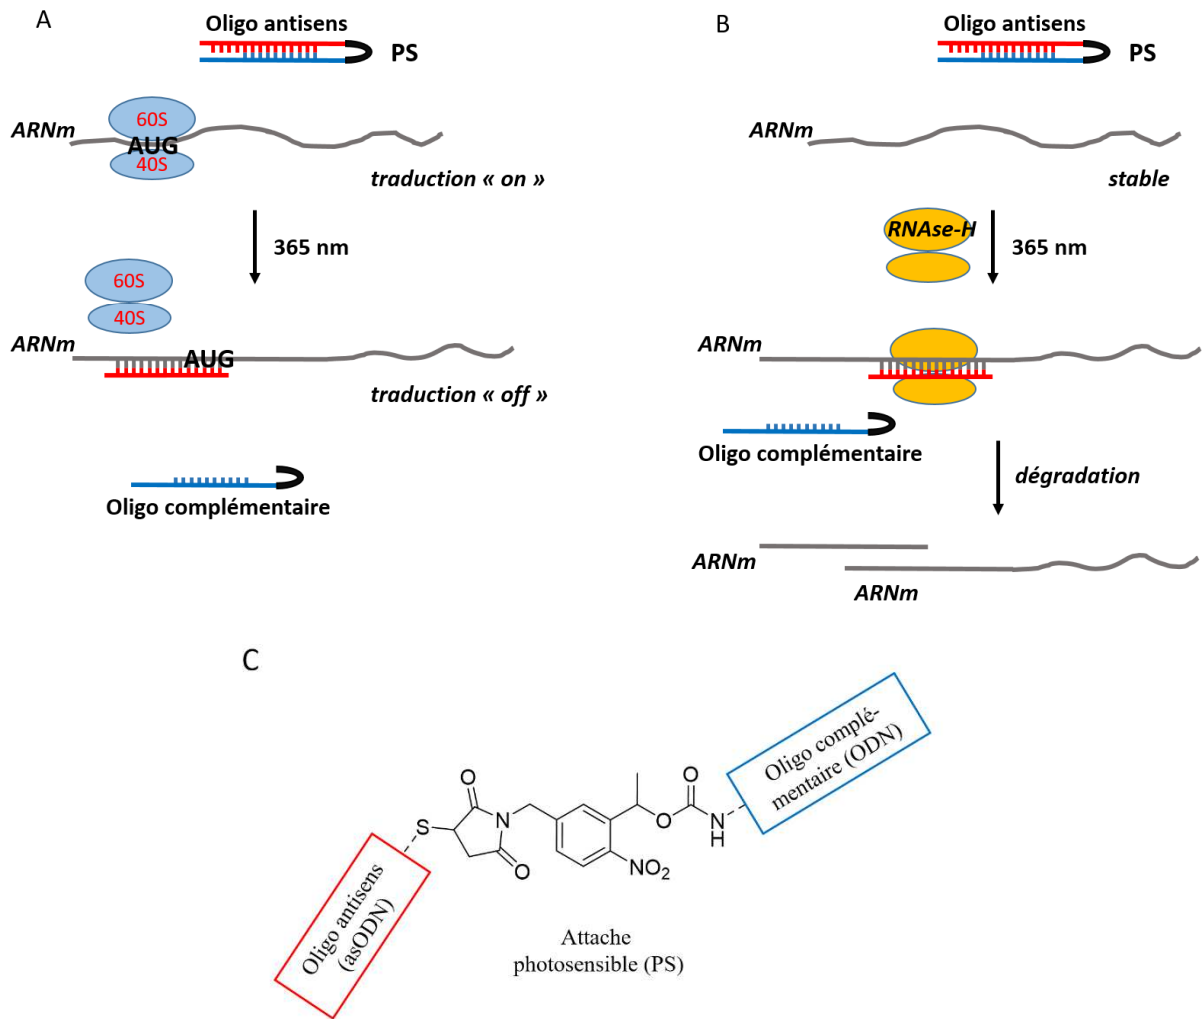 A
Oligo antisens
PS
ARNm
60S
AUG
40S
traduction « on »
365 nm
60S
40S
ARNm
AUG
traduction « off »
Oligo complémentaire
B
Oligo antisens
PS
ARNm
stable
RNAse-H
365 nm
ARNm
Oligo complémentaire
dégradation
ARNm
ARNm
C
Oligo antisens
(asODN)
S
O
N
O
NO2
O
O
N
H
Oligo complé-
mentaire (ODN)
Attache
photosensible (PS)